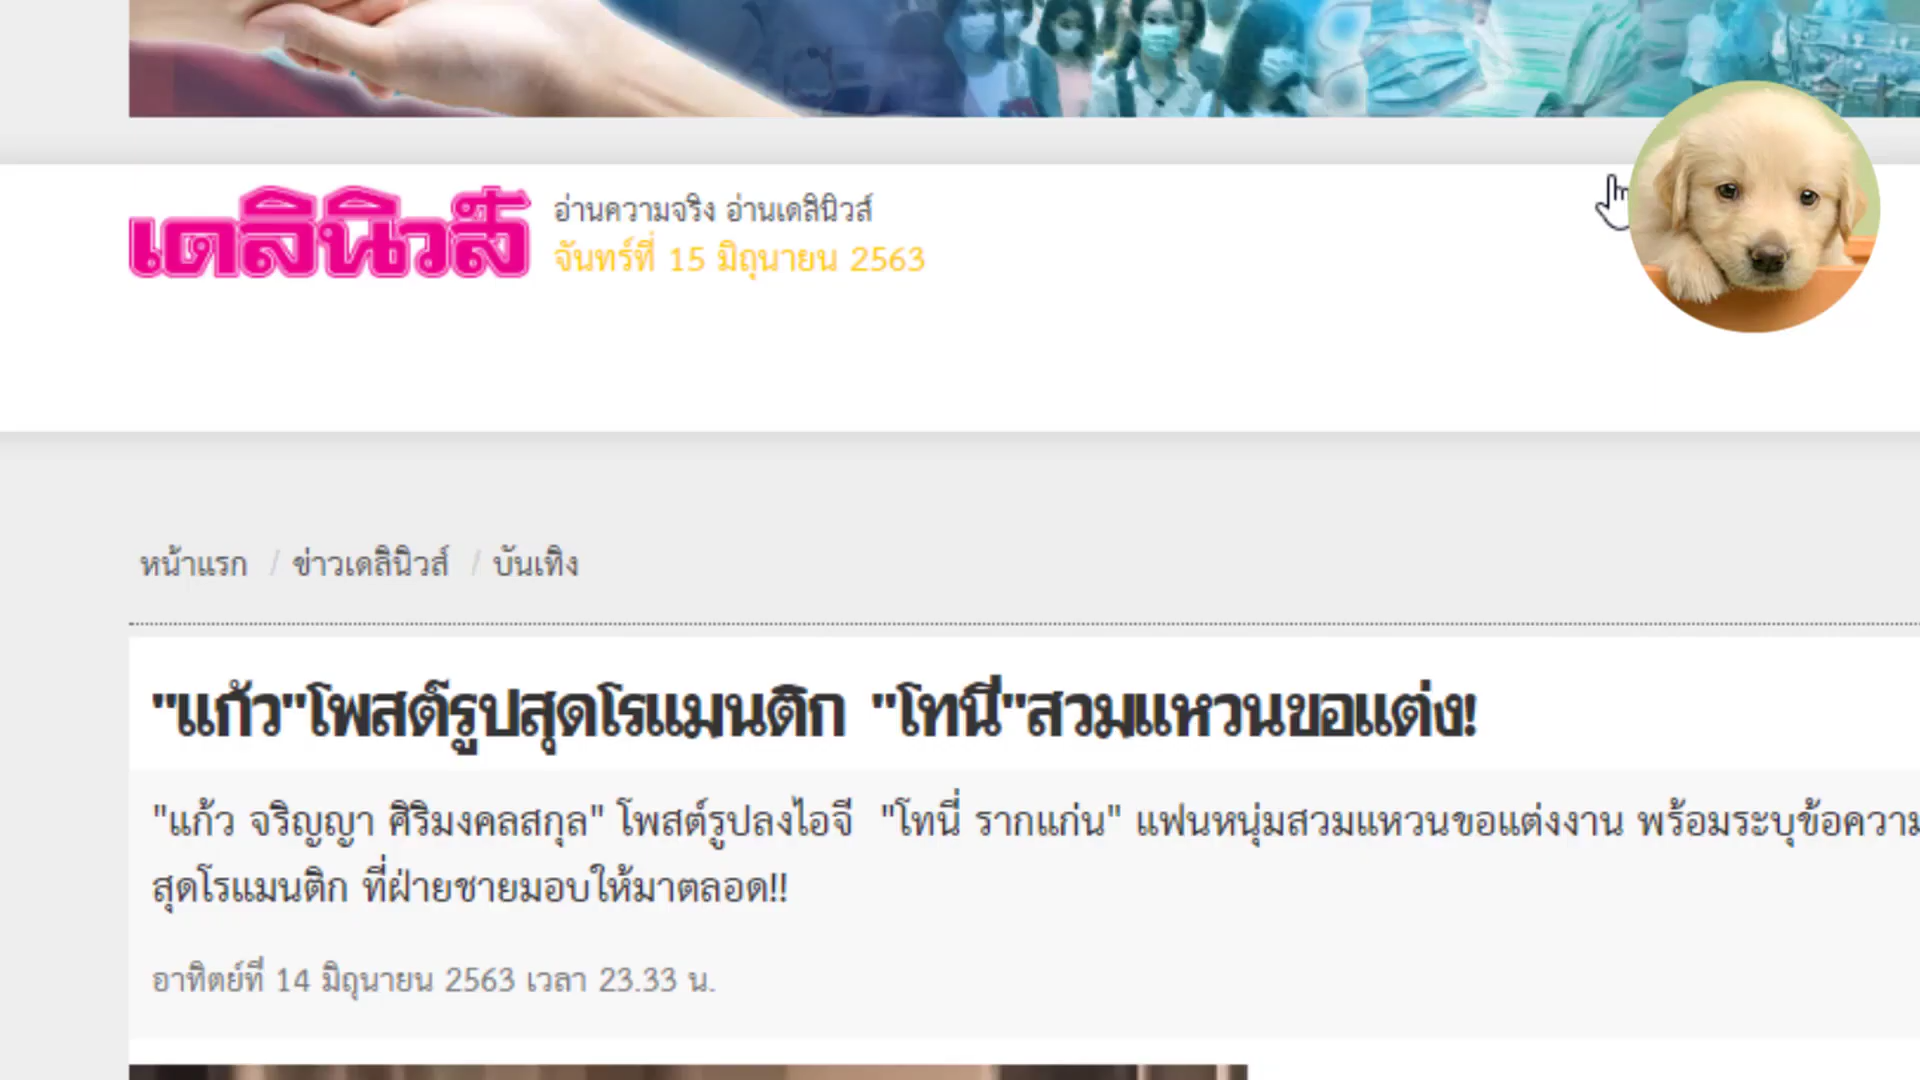 เดลินิวส์
อ่านความจริง อ่านเดลินิวส์
จันทร์ที่ 15 มิถุนายน 2563
หน้าแรก / ข่าวเดลินิวส์ / บันเทิง
"แก้ว"โพสต์รูปสุดโรแมนติก "โทนี่"สวมแหวนขอแต่ง!
"แก้ว จริญญา ศิริมงคลสกุล" โพสต์รูปลงไอจี "โทนี่ รากแก่น" แฟนหนุ่มสวมแหวนขอแต่งงาน พร้อมระบุข้อความ
สุดโรแมนติก ที่ฝ่ายชายมอบให้มาตลอด!!
อาทิตย์ที่ 14 มิถุนายน 2563 เวลา 23.33 น.